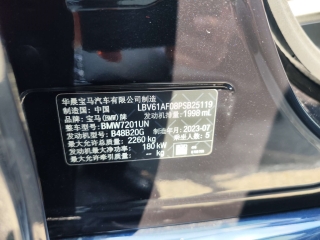 华晨宝马汽车有限公司制造
制造国: 中国 LBV61AF08PSB25119
品牌: 宝马(BMW)牌 发动机排量: 1998 mL
整车型号: BMW7201UN
发动机型号: B48B20G 制造年月: 2023-07
最大允许总质量: 2260 kg 乘坐人数: 5
发动机最大净功率: 180 kW
最大允许牵引质量: -- kg